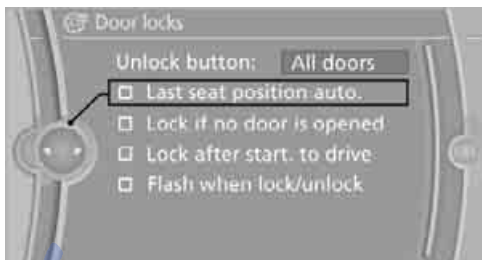 Door locks
Unlock button: All doors
Last seat position auto.
Lock if no door is opened
Lock after start. to drive
Flash when lock/unlock